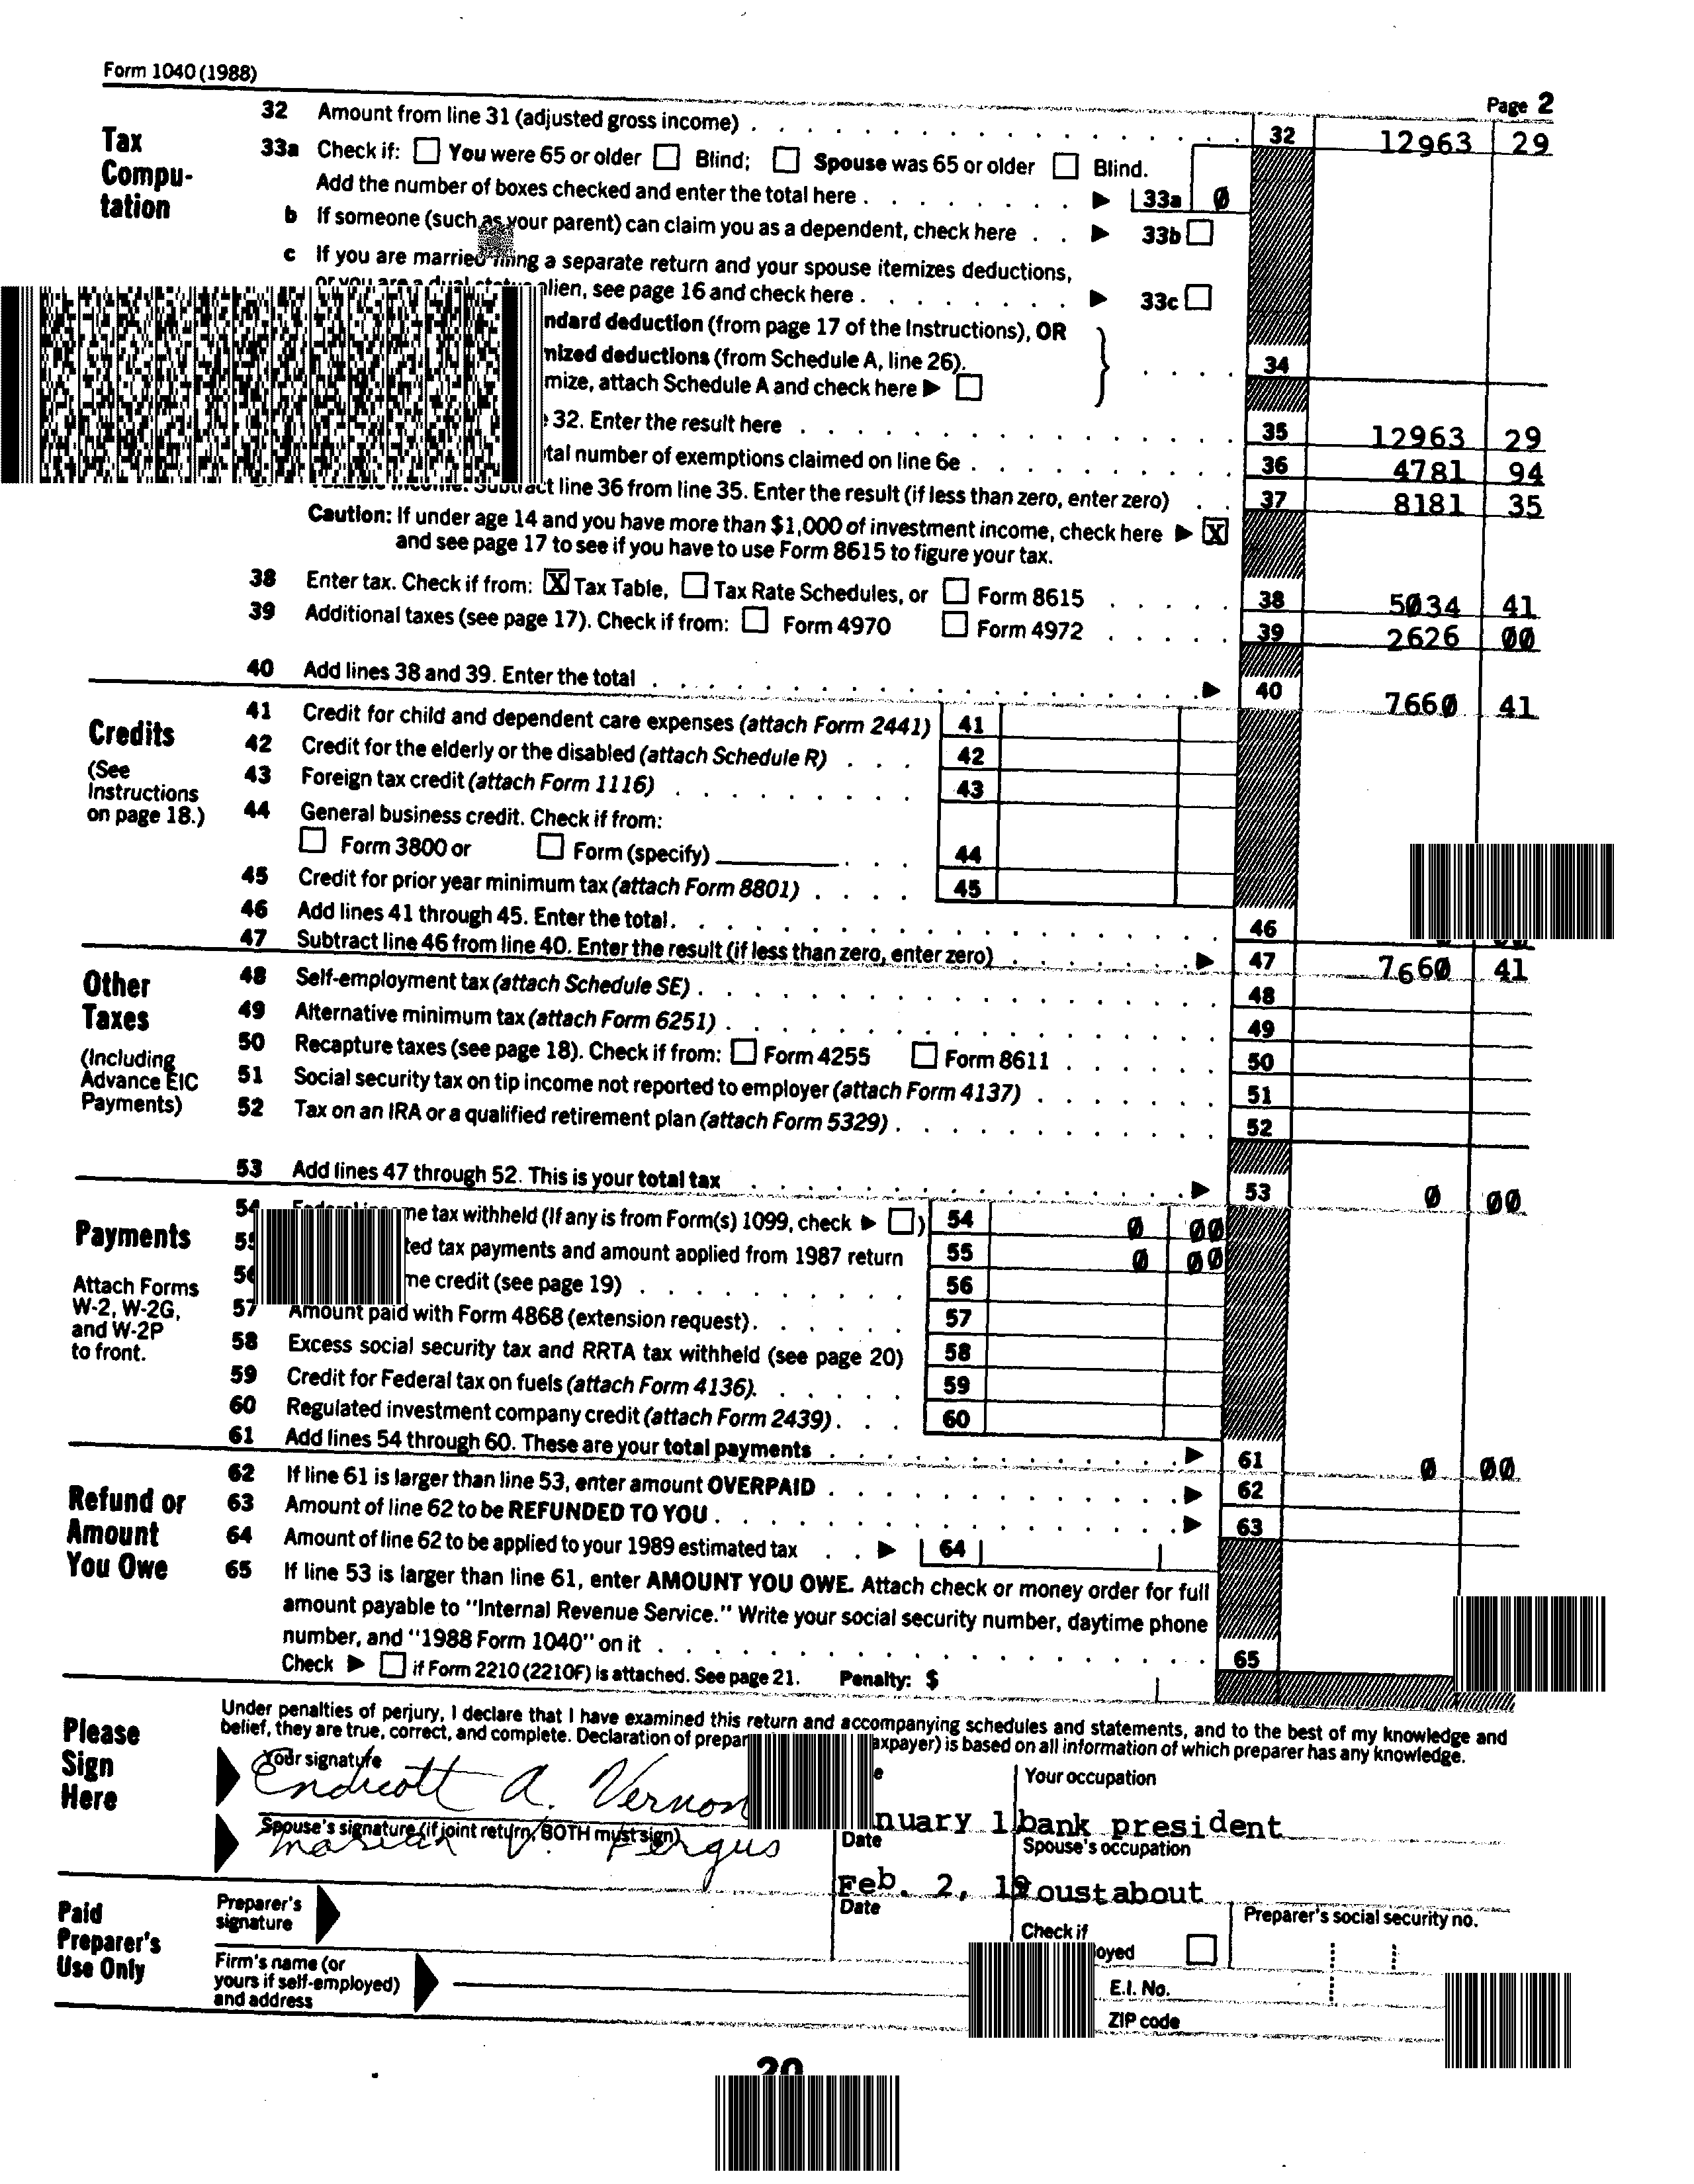 Form 1040 (1988)
Page 2
Tax Compu-tation
32 Amount from line 31 (adjusted gross income) 32 12963 29
33a Check if: You were 65 or older Blind; Spouse was 65 or older Blind.
Add the number of boxes checked and enter the total here 33a 0
b If someone (such as your parent) can claim you as a dependent, check here 33b
c If you are married filing a separate return and your spouse itemizes deductions,
or you are a dual-status alien, see page 16 and check here 33c
ndard deduction (from page 17 of the Instructions), OR
mized deductions (from Schedule A, line 26). 34
mize, attach Schedule A and check here
32. Enter the result here 35 12963 29
tal number of exemptions claimed on line 6e 36 4781 94
Subtract line 36 from line 35. Enter the result (if less than zero, enter zero) 37 8181 35
Caution: If under age 14 and you have more than $1,000 of investment income, check here X
and see page 17 to see if you have to use Form 8615 to figure your tax.
38 Enter tax. Check if from: X Tax Table, Tax Rate Schedules, or Form 8615 38 5034 41
39 Additional taxes (see page 17). Check if from: Form 4970 Form 4972 39 2626 00
40 Add lines 38 and 39. Enter the total 40 7660 41
Credits
(See Instructions on page 18.)
41 Credit for child and dependent care expenses (attach Form 2441) 41
42 Credit for the elderly or the disabled (attach Schedule R) 42
43 Foreign tax credit (attach Form 1116) 43
44 General business credit. Check if from:
Form 3800 or Form (specify) 44
45 Credit for prior year minimum tax (attach Form 8801) 45
46 Add lines 41 through 45. Enter the total 46
47 Subtract line 46 from line 40. Enter the result (if less than zero, enter zero) 47 7660 41
Other Taxes
(Including Advance EIC Payments)
48 Self-employment tax (attach Schedule SE) 48
49 Alternative minimum tax (attach Form 6251) 49
50 Recapture taxes (see page 18). Check if from: Form 4255 Form 8611 50
51 Social security tax on tip income not reported to employer (attach Form 4137) 51
52 Tax on an IRA or a qualified retirement plan (attach Form 5329) 52
53 Add lines 47 through 52. This is your total tax 53 0 00
Payments
Attach Forms W-2, W-2G, and W-2P to front.
54 me tax withheld (If any is from Form(s) 1099, check ) 54 0 00
ted tax payments and amount applied from 1987 return 55 0 00
me credit (see page 19) 56
57 Amount paid with Form 4868 (extension request) 57
58 Excess social security tax and RRTA tax withheld (see page 20) 58
59 Credit for Federal tax on fuels (attach Form 4136) 59
60 Regulated investment company credit (attach Form 2439) 60
61 Add lines 54 through 60. These are your total payments 61 0 00
Refund or Amount You Owe
62 If line 61 is larger than line 53, enter amount OVERPAID 62
63 Amount of line 62 to be REFUNDED TO YOU 63
64 Amount of line 62 to be applied to your 1989 estimated tax 64
65 If line 53 is larger than line 61, enter AMOUNT YOU OWE. Attach check or money order for full
amount payable to "Internal Revenue Service." Write your social security number, daytime phone
number, and "1988 Form 1040" on it 65
Check if Form 2210 (2210F) is attached. See page 21. Penalty: $
Please Sign Here
Under penalties of perjury, I declare that I have examined this return and accompanying schedules and statements, and to the best of my knowledge and
belief, they are true, correct, and complete. Declaration of prepar axpayer) is based on all information of which preparer has any knowledge.
Your signature
Your occupation
Endicott A. Vernon
nuary 1 bank president
Spouse's signature (if joint return, BOTH must sign)
Date
Spouse's occupation
Marian V. Fergus
Feb. 2, 19 oustabout
Paid Preparer's Use Only
Preparer's signature
Date
Check if
oyed
Preparer's social security no.
Firm's name (or yours if self-employed) and address
E.I. No.
ZIP code
20